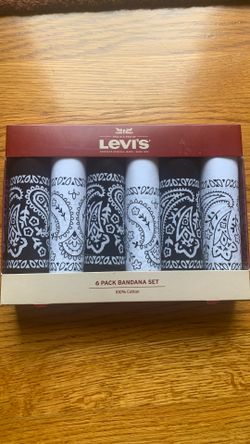 LEVI'S
6 PACK BANDANA SET
100% Cotton